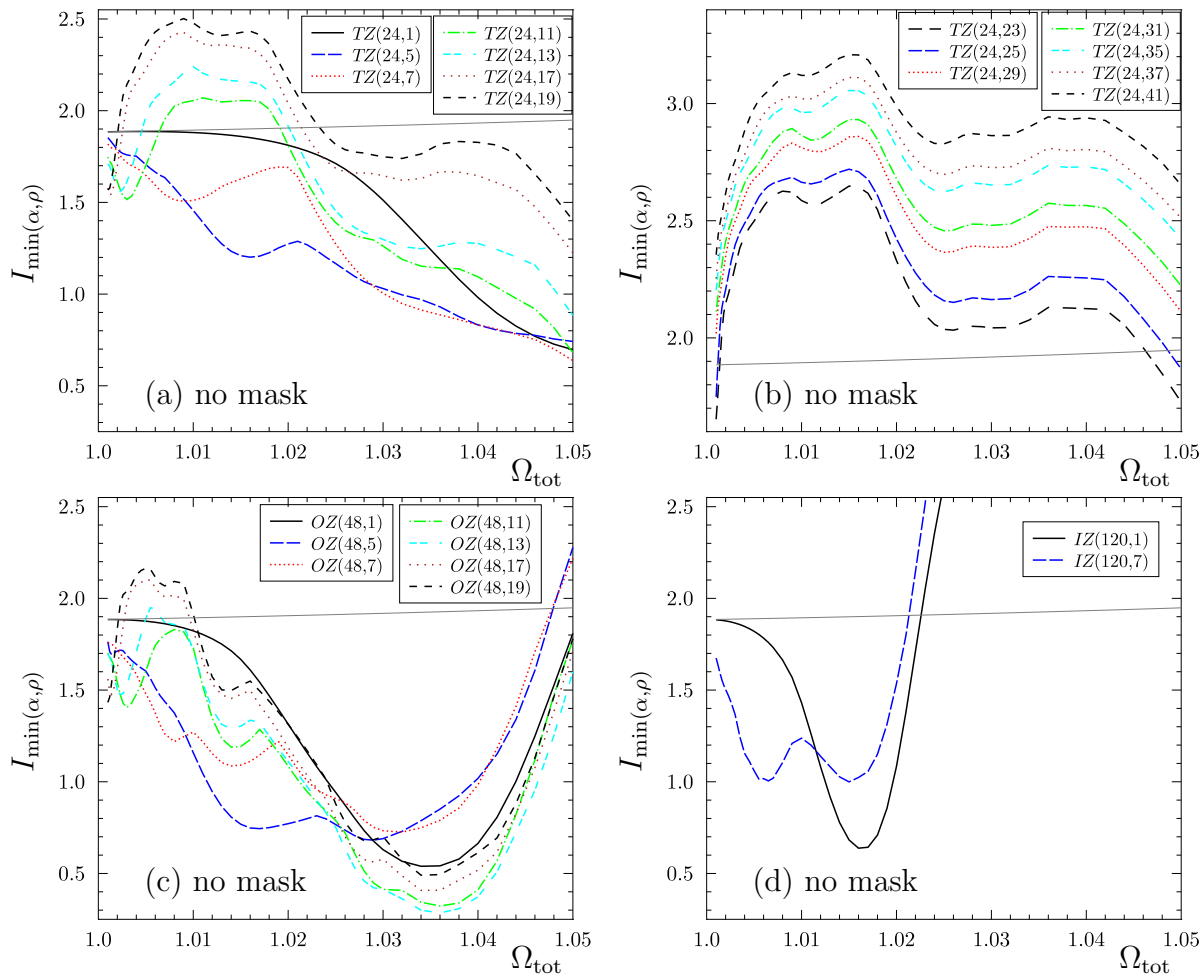 2.5
2.0
1.5
1.0
0.5
I_min(α,ρ)
TZ(24,1)
TZ(24,5)
TZ(24,7)
TZ(24,11)
TZ(24,13)
TZ(24,17)
TZ(24,19)
(a) no mask
1.0 1.01 1.02 1.03 1.04 1.05
Ω_tot
3.0
2.5
2.0
I_min(α,ρ)
TZ(24,23)
TZ(24,25)
TZ(24,29)
TZ(24,31)
TZ(24,35)
TZ(24,37)
TZ(24,41)
(b) no mask
1.0 1.01 1.02 1.03 1.04 1.05
Ω_tot
2.5
2.0
1.5
1.0
0.5
I_min(α,ρ)
OZ(48,1)
OZ(48,5)
OZ(48,7)
OZ(48,11)
OZ(48,13)
OZ(48,17)
OZ(48,19)
(c) no mask
1.0 1.01 1.02 1.03 1.04 1.05
Ω_tot
2.5
2.0
1.5
1.0
0.5
I_min(α,ρ)
IZ(120,1)
IZ(120,7)
(d) no mask
1.0 1.01 1.02 1.03 1.04 1.05
Ω_tot